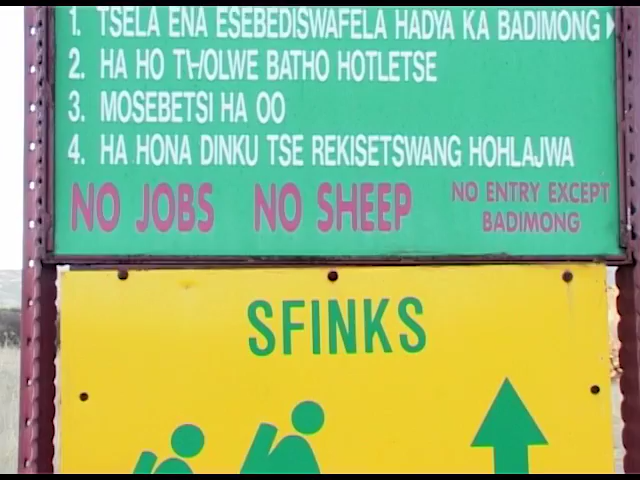 1. TSELA ENA ESEBEDISWAFELA HADYA KA BADIMONG
2. HA HO THOLWE BATHO HOTLETSE
3. MOSEBETSI HA OO
4. HA HONA DINKU TSE REKISETSWANG HOHLAJWA
NO JOBS NO SHEEP NO ENTRY EXCEPT BADIMONG
SFINKS